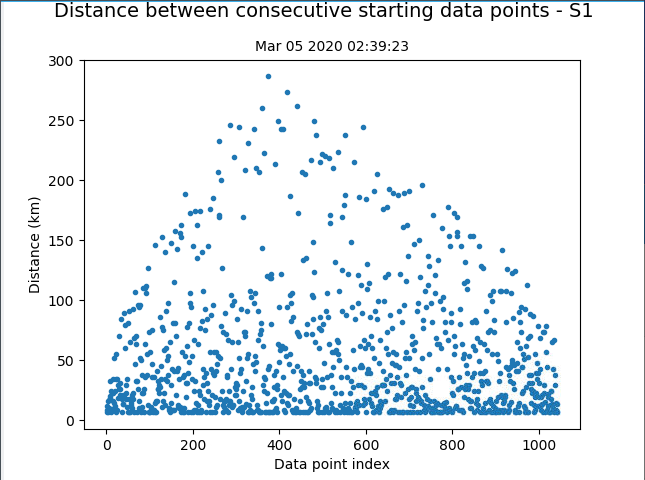 Distance between consecutive starting data points - S1
Mar 05 2020 02:39:23
300
250
200
150
100
50
0
Distance (km)
0 200 400 600 800 1000
Data point index